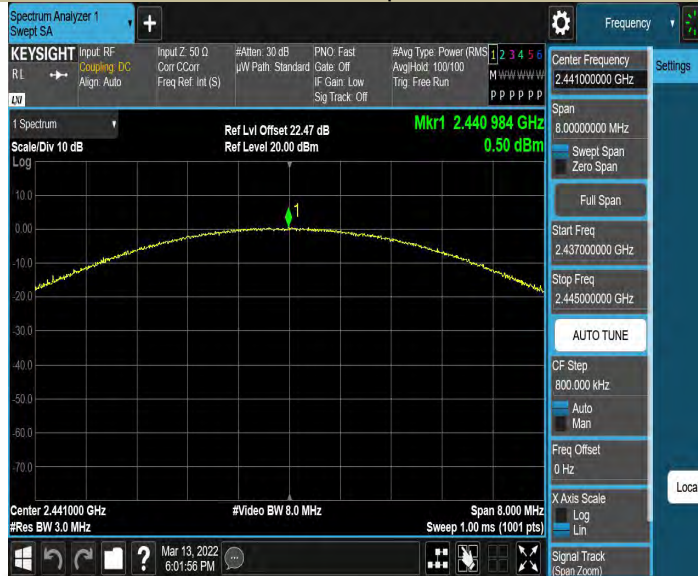 Spectrum Analyzer 1
Swept SA
Frequency
KEYSIGHT
RL
LXI
Input: RF
Coupling: DC
Align: Auto
Input Z: 50 Ω
Corr CCorr
Freq Ref: Int (S)
#Atten: 30 dB
µW Path: Standard
PNO: Fast
Gate: Off
IF Gain: Low
Sig Track: Off
#Avg Type: Power (RMS
Avg|Hold: 100/100
Trig: Free Run
1 2 3 4 5 6
M W W W W W
P P P P P P
1 Spectrum
Scale/Div 10 dB
Ref Lvl Offset 22.47 dB
Ref Level 20.00 dBm
Mkr1 2.440 984 GHz
0.50 dBm
Log
1
10.0
0.00
-10.0
-20.0
-30.0
-40.0
-50.0
-60.0
-70.0
Center 2.441000 GHz
#Res BW 3.0 MHz
#Video BW 8.0 MHz
Span 8.000 MHz
Sweep 1.00 ms (1001 pts)
?
Mar 13, 2022
6:01:56 PM
Center Frequency
2.441000000 GHz
Span
8.00000000 MHz
Swept Span
Zero Span
Full Span
Start Freq
2.437000000 GHz
Stop Freq
2.445000000 GHz
AUTO TUNE
CF Step
800.000 kHz
Auto
Man
Freq Offset
0 Hz
X Axis Scale
Log
Lin
Signal Track
(Span Zoom)
Settings
Loca